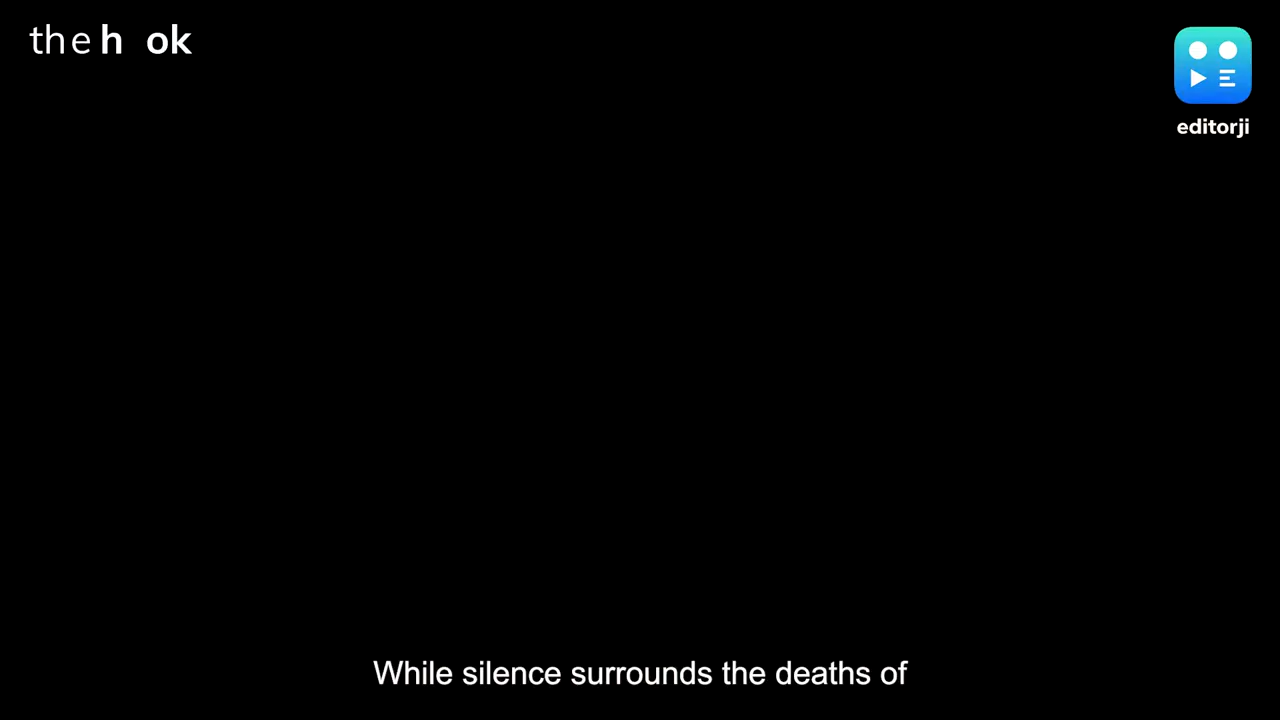 the h ok
editorji
While silence surrounds the deaths of